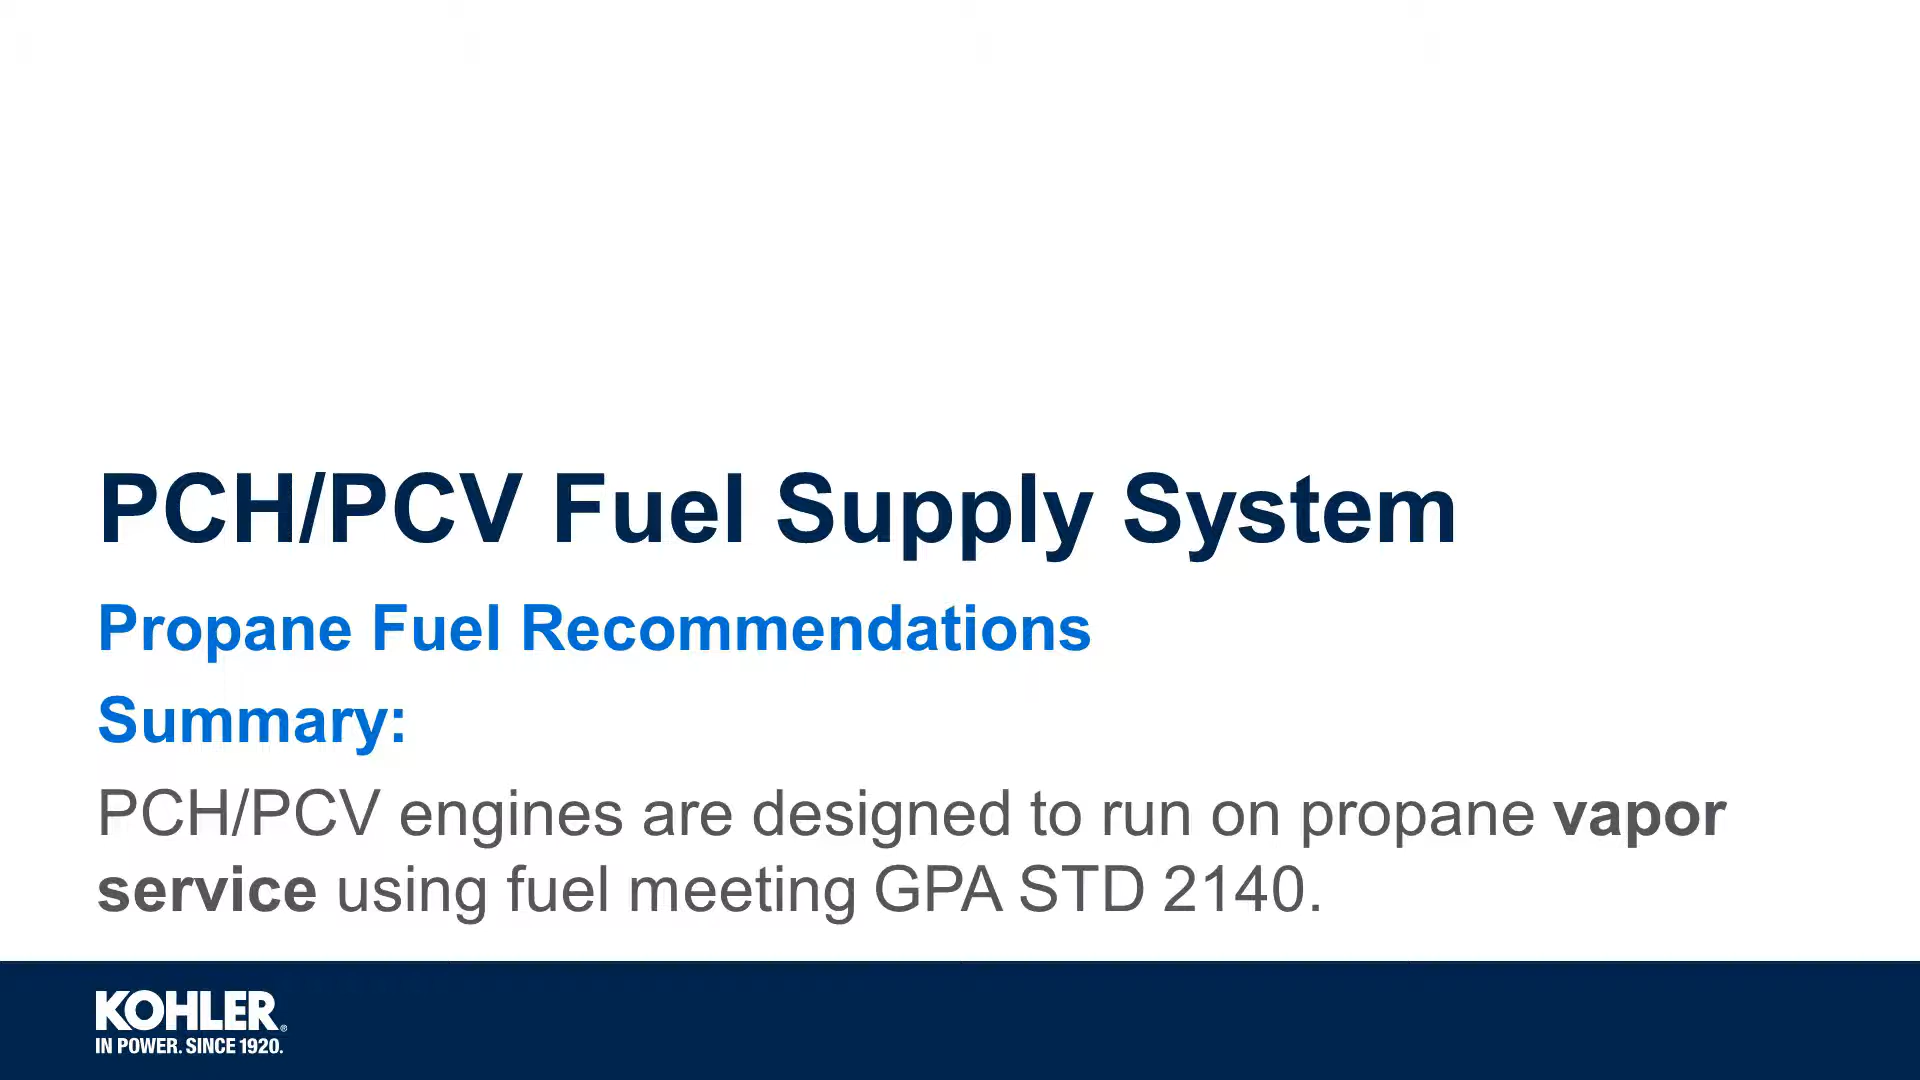 PCH/PCV Fuel Supply System
Propane Fuel Recommendations
Summary:
PCH/PCV engines are designed to run on propane vapor
service using fuel meeting GPA STD 2140.
KOHLER®
IN POWER. SINCE 1920.